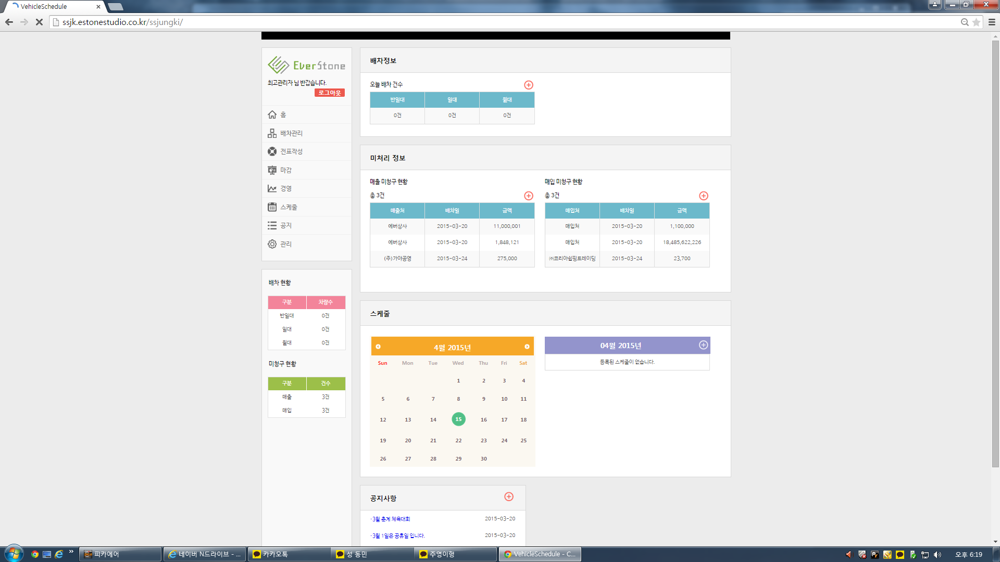 VehicleSchedule
ssjk.estonestudio.co.kr/ssjungki/
EverStone
최고관리자 님 반갑습니다.
로그아웃
홈
배차관리
전표작성
마감
경영
스케줄
공지
관리
배차 현황
구분 차량수
반일대 0건
일대 0건
월대 0건
미청구 현황
구분 건수
매출 3건
매입 3건
배차정보
오늘 배차 건수
반일대 일대 월대
0건 0건 0건
미처리 정보
매출 미청구 현황
총 3건
매출처 배차일 금액
에버상사 2015-03-20 11,000,001
에버상사 2015-03-20 1,848,121
(주)가야공영 2015-03-24 275,000
매입 미청구 현황
총 3건
매입처 배차일 금액
매입처 2015-03-20 1,100,000
매입처 2015-03-20 18,485,622,226
㈜코리아쉽핑트레이딩 2015-03-24 23,700
스케줄
4월 2015년
Sun Mon Tue Wed Thu Fri Sat
1 2 3 4
5 6 7 8 9 10 11
12 13 14 15 16 17 18
19 20 21 22 23 24 25
26 27 28 29 30
04월 2015년
등록된 스케줄이 없습니다.
공지사항
· 3월 춘계 체육대회 2015-03-20
· 3월 1일은 공휴일 입니다. 2015-03-20
피카에어 네이버 N드라이브 - ... 카카오톡 성 동민 주영이형 VehicleSchedule - C... 오후 6:19